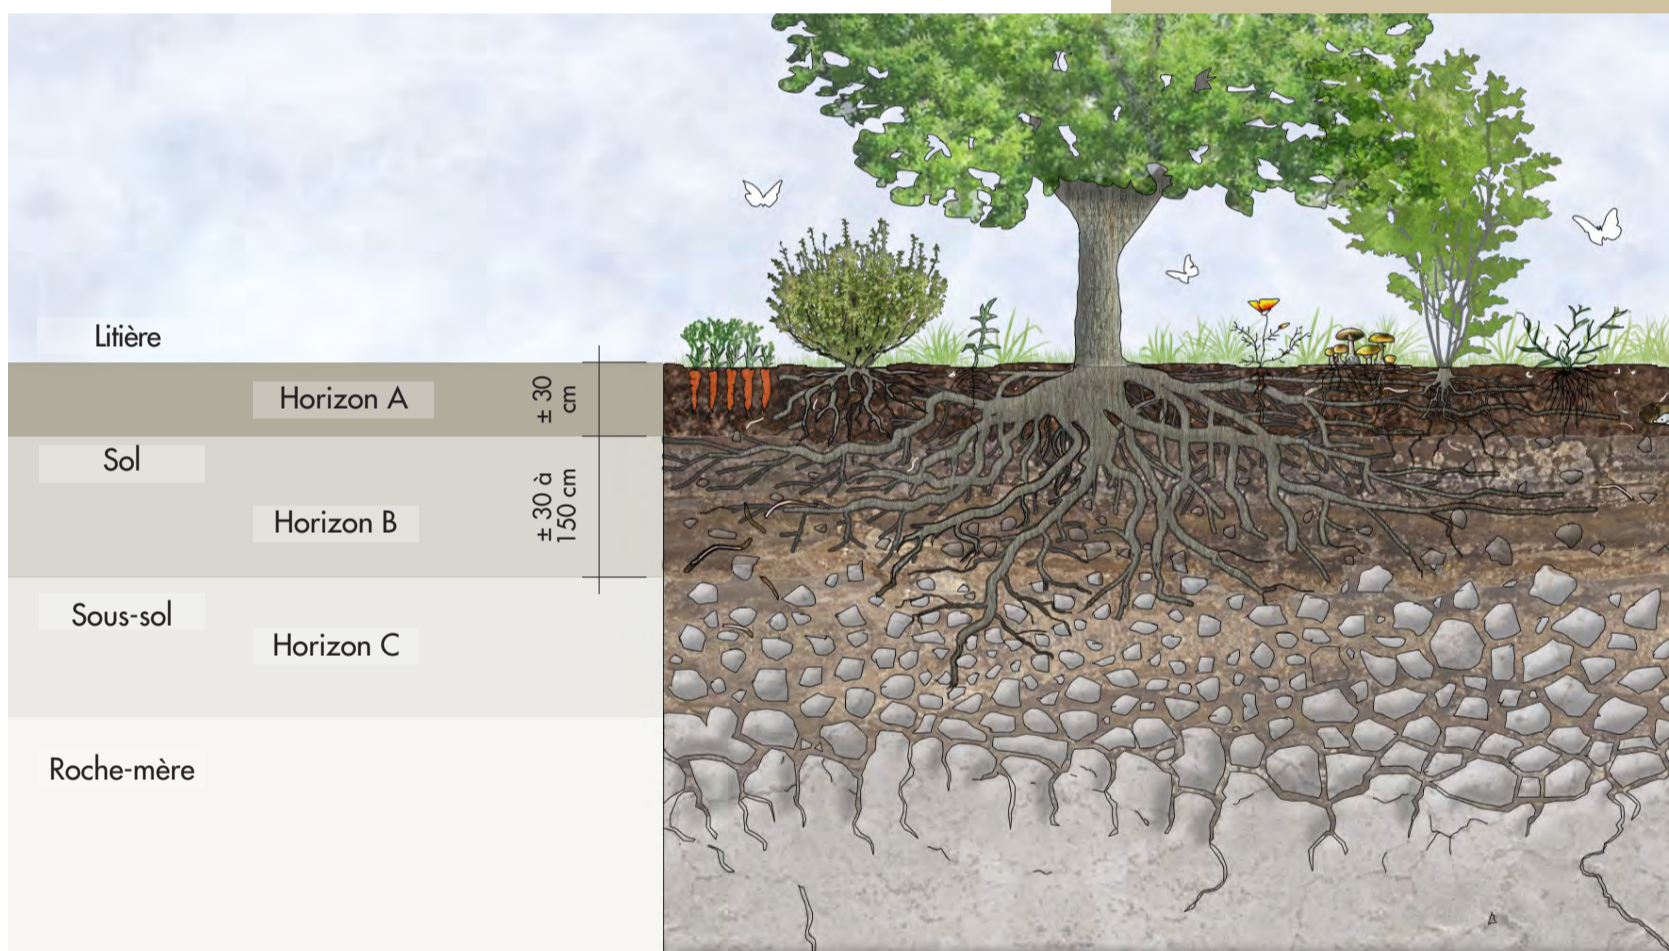 Litière
Horizon A
± 30
cm
Sol
Horizon B
± 30 à
150 cm
Sous-sol
Horizon C
Roche-mère